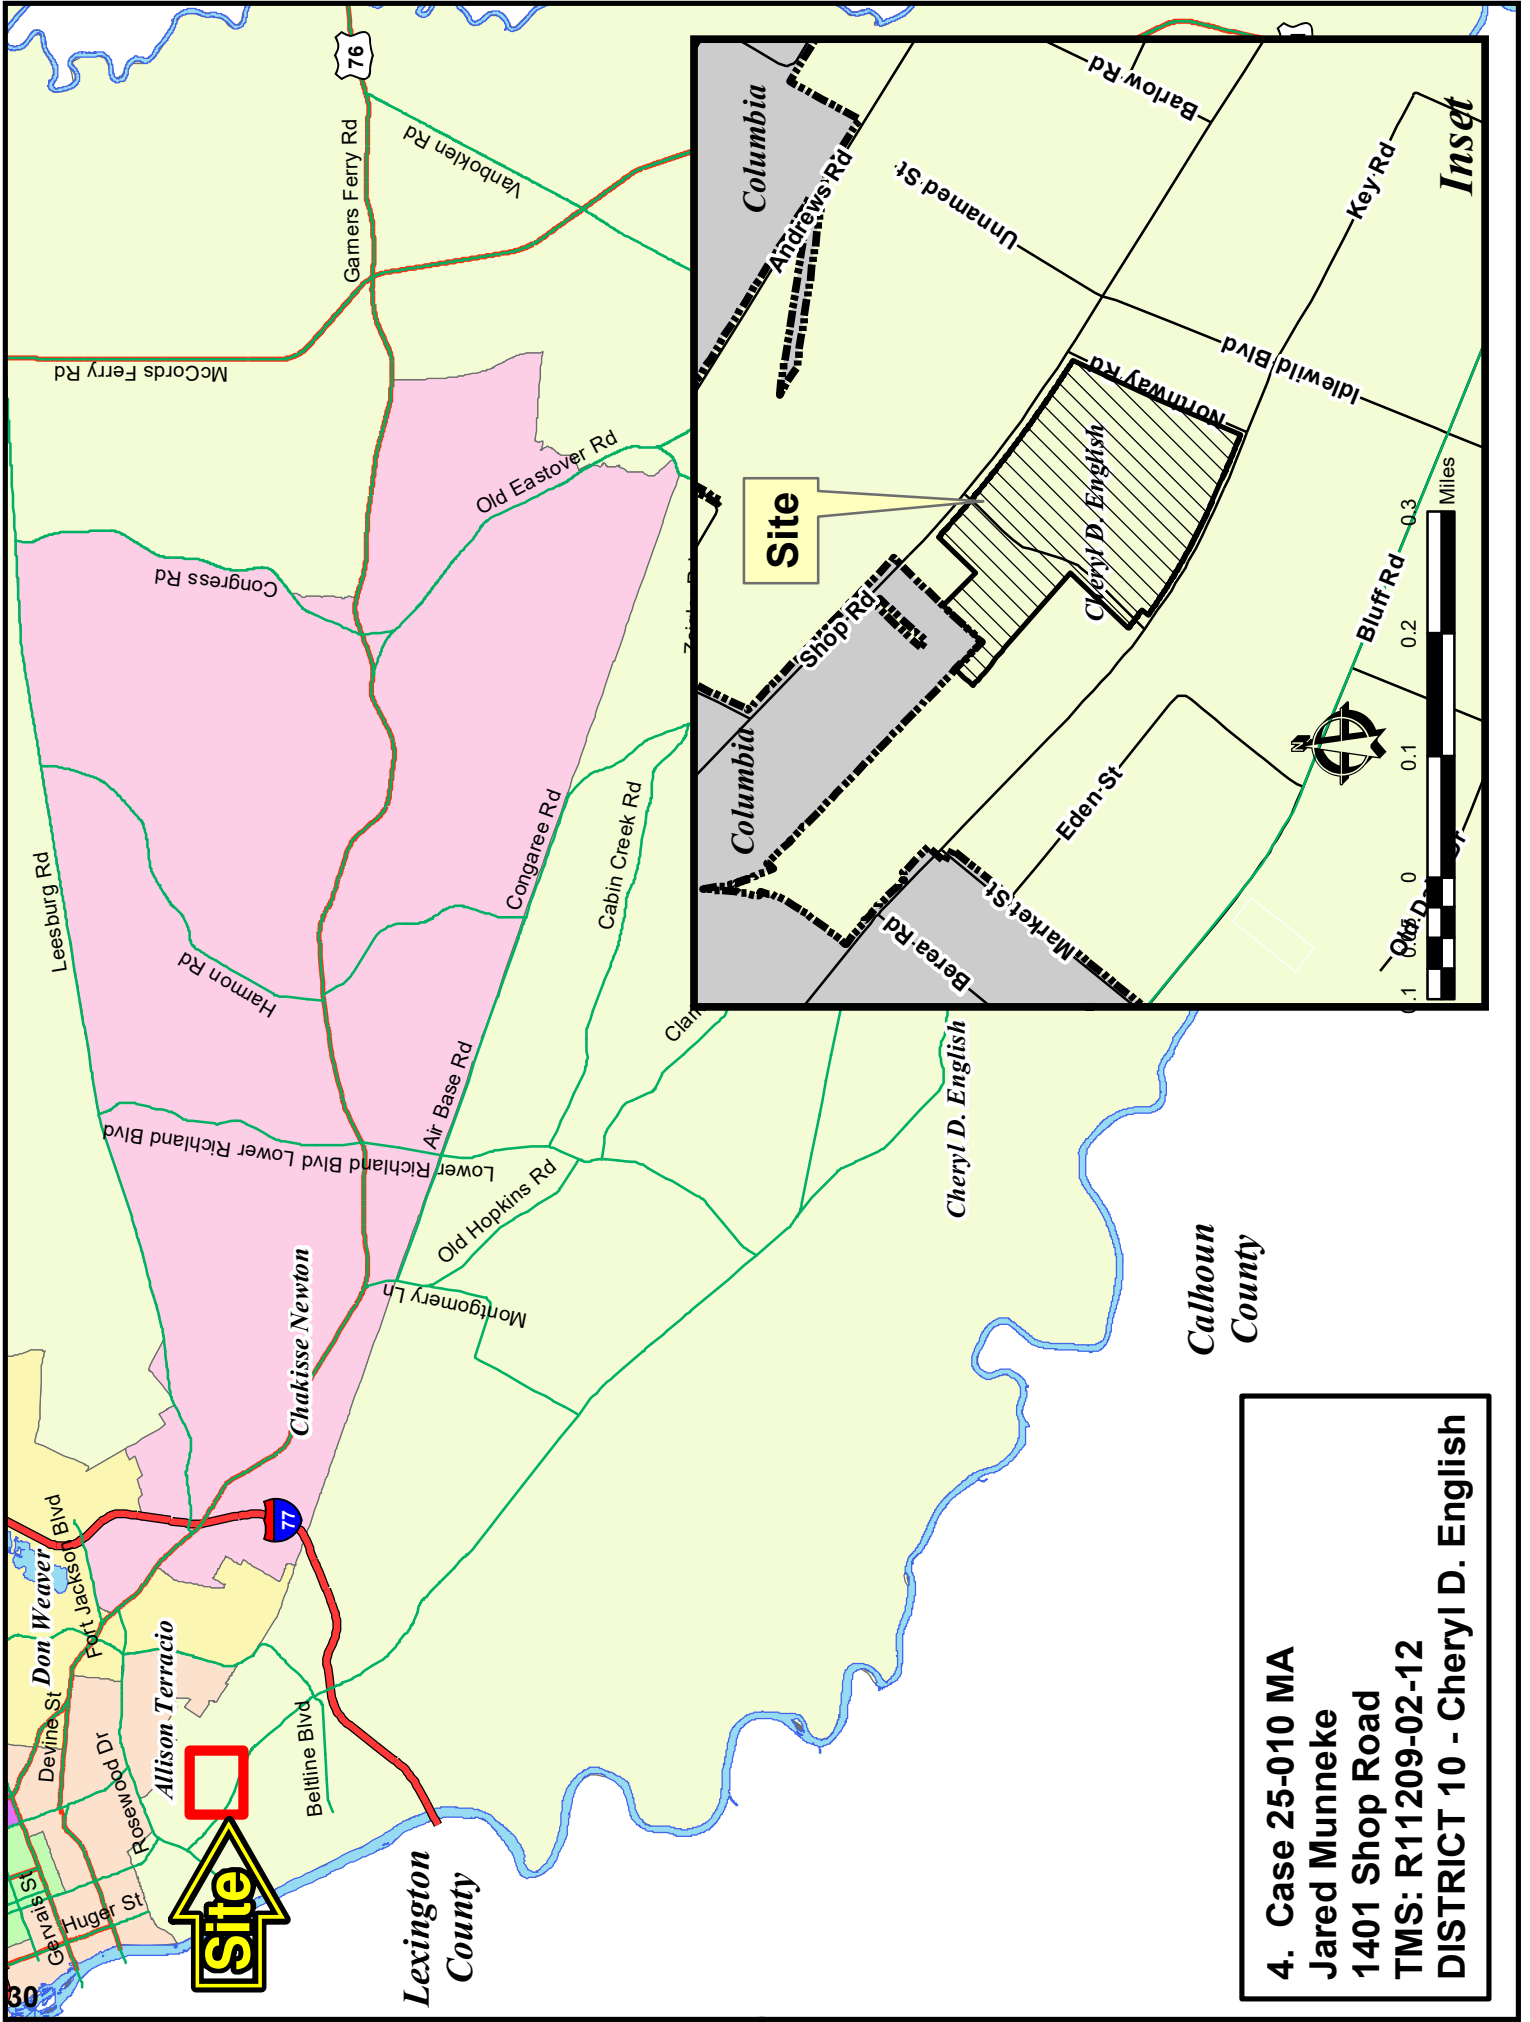 30
Gervais St
Huger St
Devine St
Rosewood Dr
Don Weaver
Fort Jackson Blvd
Allison Terracio
Beltline Blvd
Site
77
Chakisse Newton
Leesburg Rd
Lower Richland Blvd
Lower Richland Blvd
Lower
Harmon Rd
Congress Rd
McCords Ferry Rd
Garners Ferry Rd
76
Vanboklen Rd
Old Eastover Rd
Congaree Rd
Air Base Rd
Cabin Creek Rd
Old Hopkins Rd
Montgomery Ln
Cheryl D. English
Lexington
County
Calhoun
County
Columbia
Columbia
Andrews Rd
Unnamed St
Barlow Rd
Key Rd
Inset
Site
Shop Rd
Northway Rd
Idlewild Blvd
Cheryl D. English
Bluff Rd
Eden St
Market St
Berea Rd
N
0
0.1
0.2
0.3
Miles
4. Case 25-010 MA
Jared Munneke
1401 Shop Road
TMS: R11209-02-12
DISTRICT 10 - Cheryl D. English